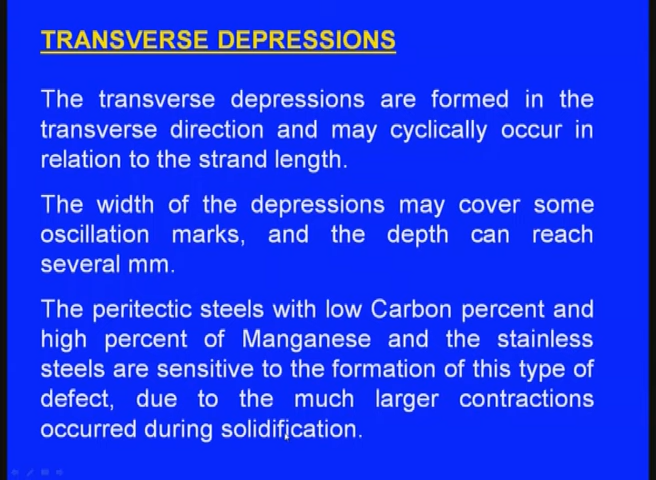 TRANSVERSE DEPRESSIONS
The transverse depressions are formed in the
transverse direction and may cyclically occur in
relation to the strand length.
The width of the depressions may cover some
oscillation marks, and the depth can reach
several mm.
The peritectic steels with low Carbon percent and
high percent of Manganese and the stainless
steels are sensitive to the formation of this type of
defect, due to the much larger contractions
occurred during solidification.